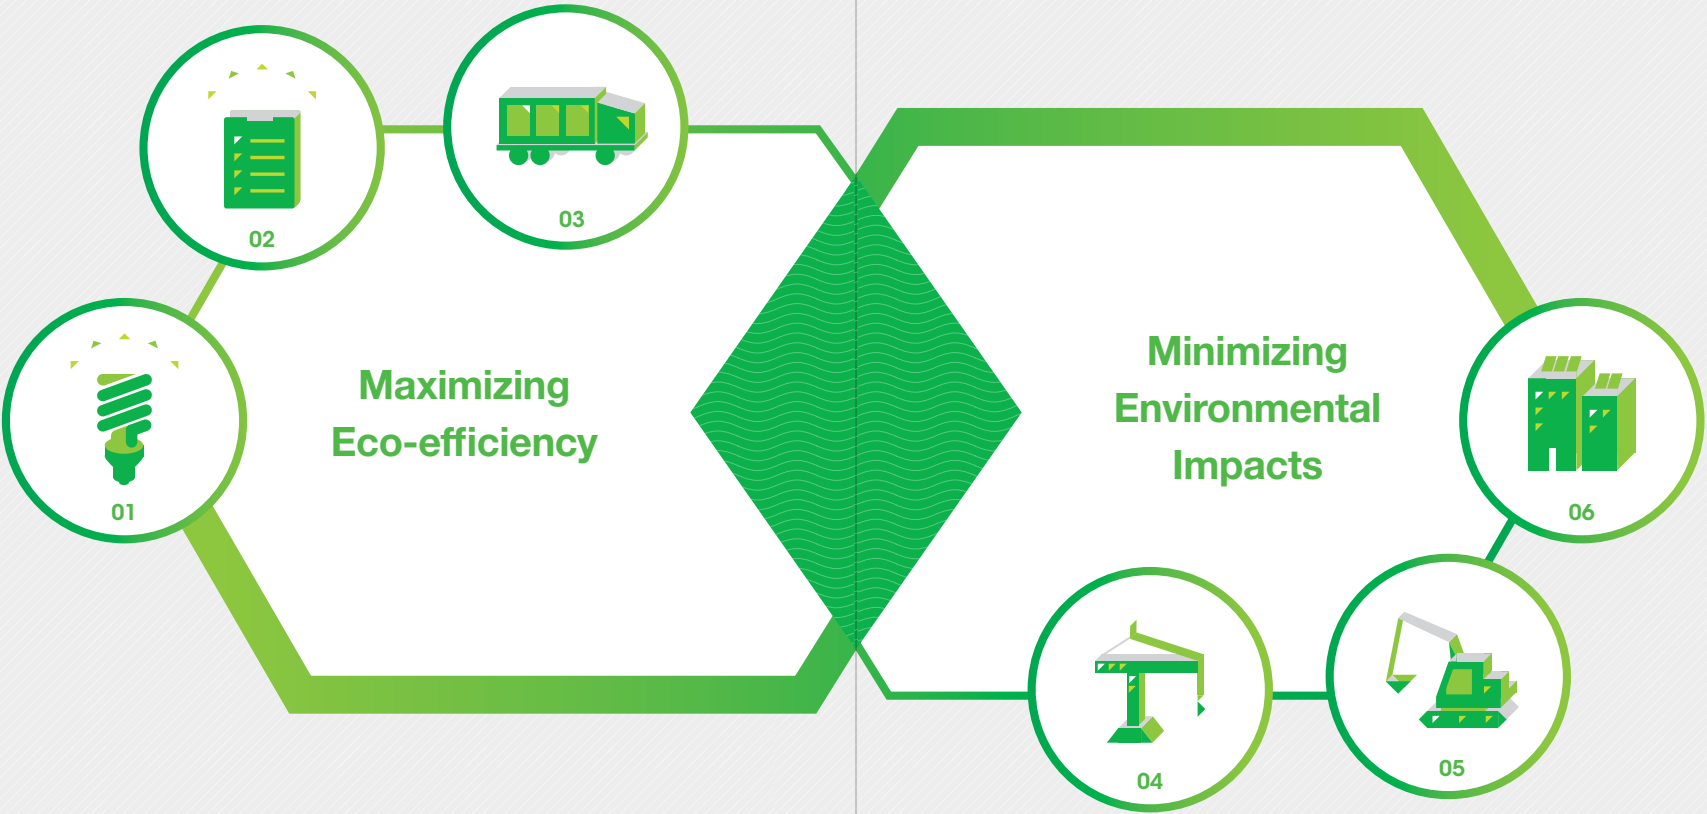 02
03
01
Maximizing
Eco-efficiency
Minimizing
Environmental
Impacts
06
05
04